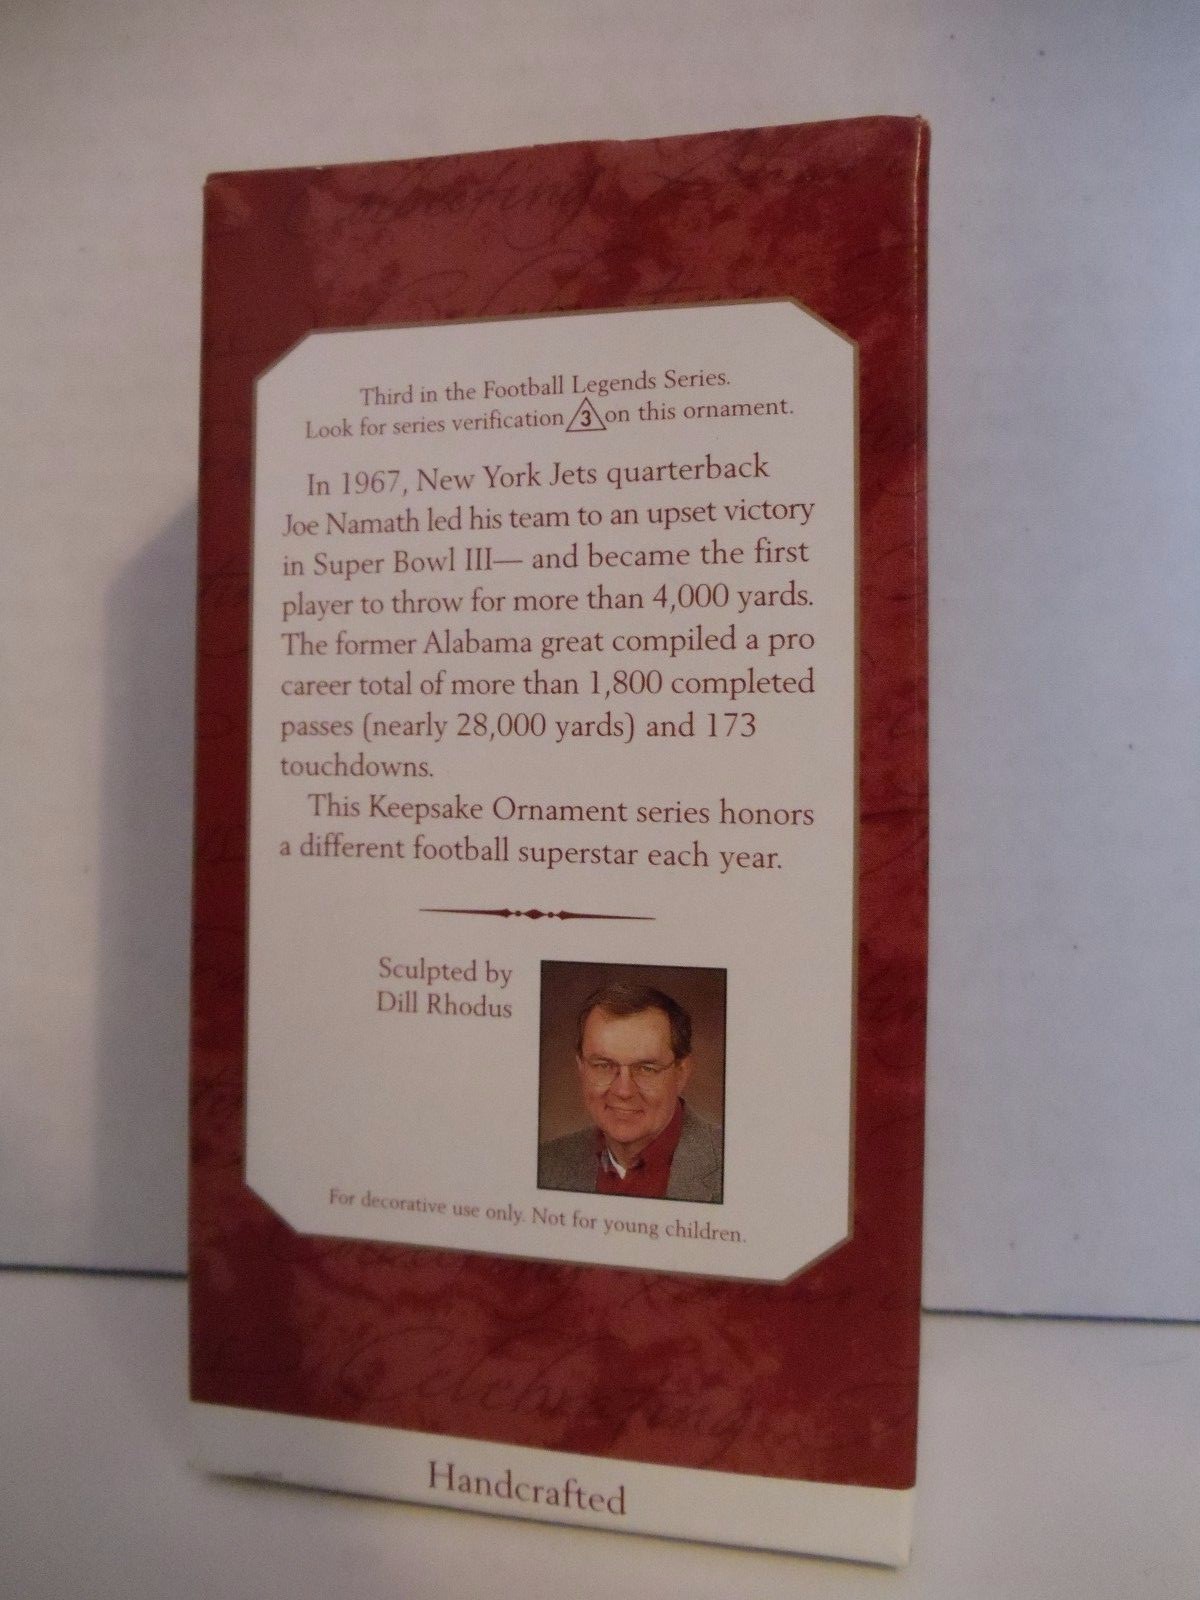 Third in the Football Legends Series.
Look for series verification 3 on this ornament.
In 1967, New York Jets quarterback
Joe Namath led his team to an upset victory
in Super Bowl III— and became the first
player to throw for more than 4,000 yards.
The former Alabama great compiled a pro
career total of more than 1,800 completed
passes (nearly 28,000 yards) and 173
touchdowns.
This Keepsake Ornament series honors
a different football superstar each year.
Sculpted by
Dill Rhodus
For decorative use only. Not for young children.
Celebrating
Handcrafted